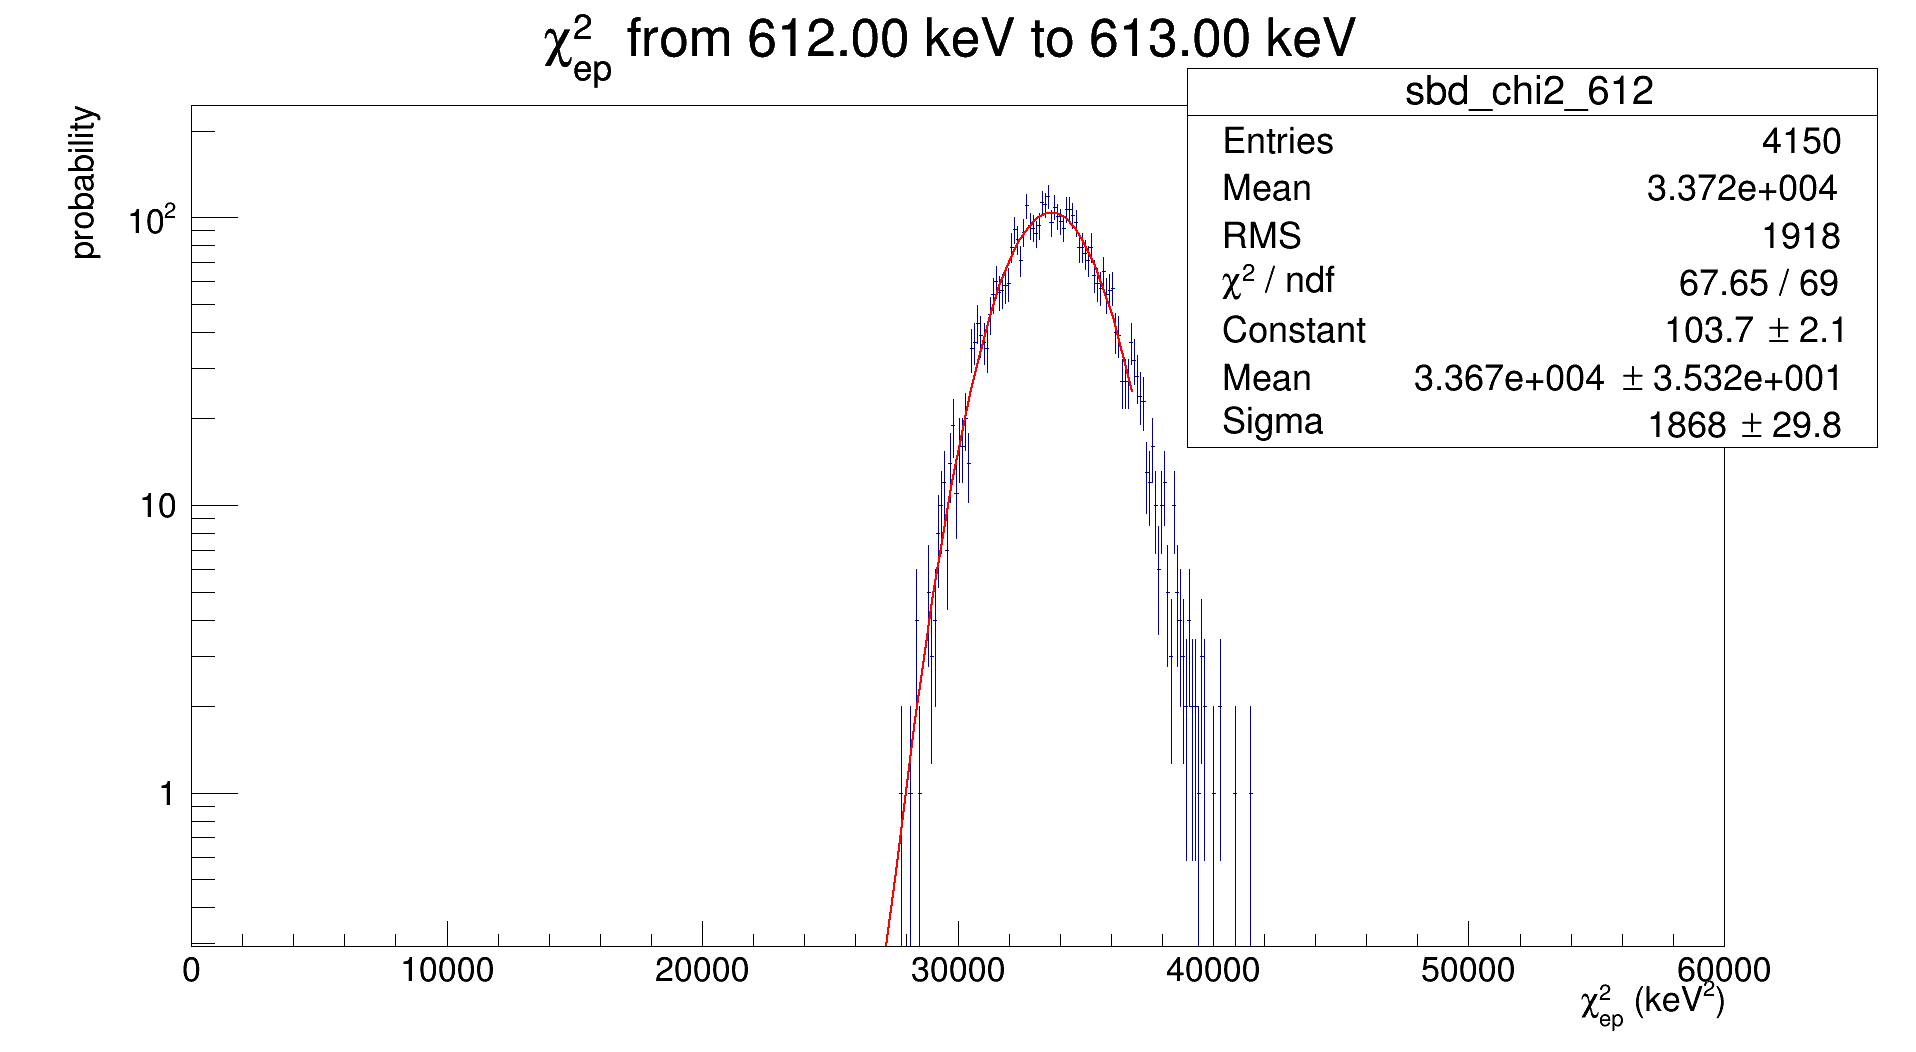 χ²ep from 612.00 keV to 613.00 keV
sbd_chi2_612
Entries 4150
Mean 3.372e+004
RMS 1918
χ² / ndf 67.65 / 69
Constant 103.7 ± 2.1
Mean 3.367e+004 ± 3.532e+001
Sigma 1868 ± 29.8
probability
10²
10
1
0 10000 20000 30000 40000 50000 60000
χ²ep (keV²)